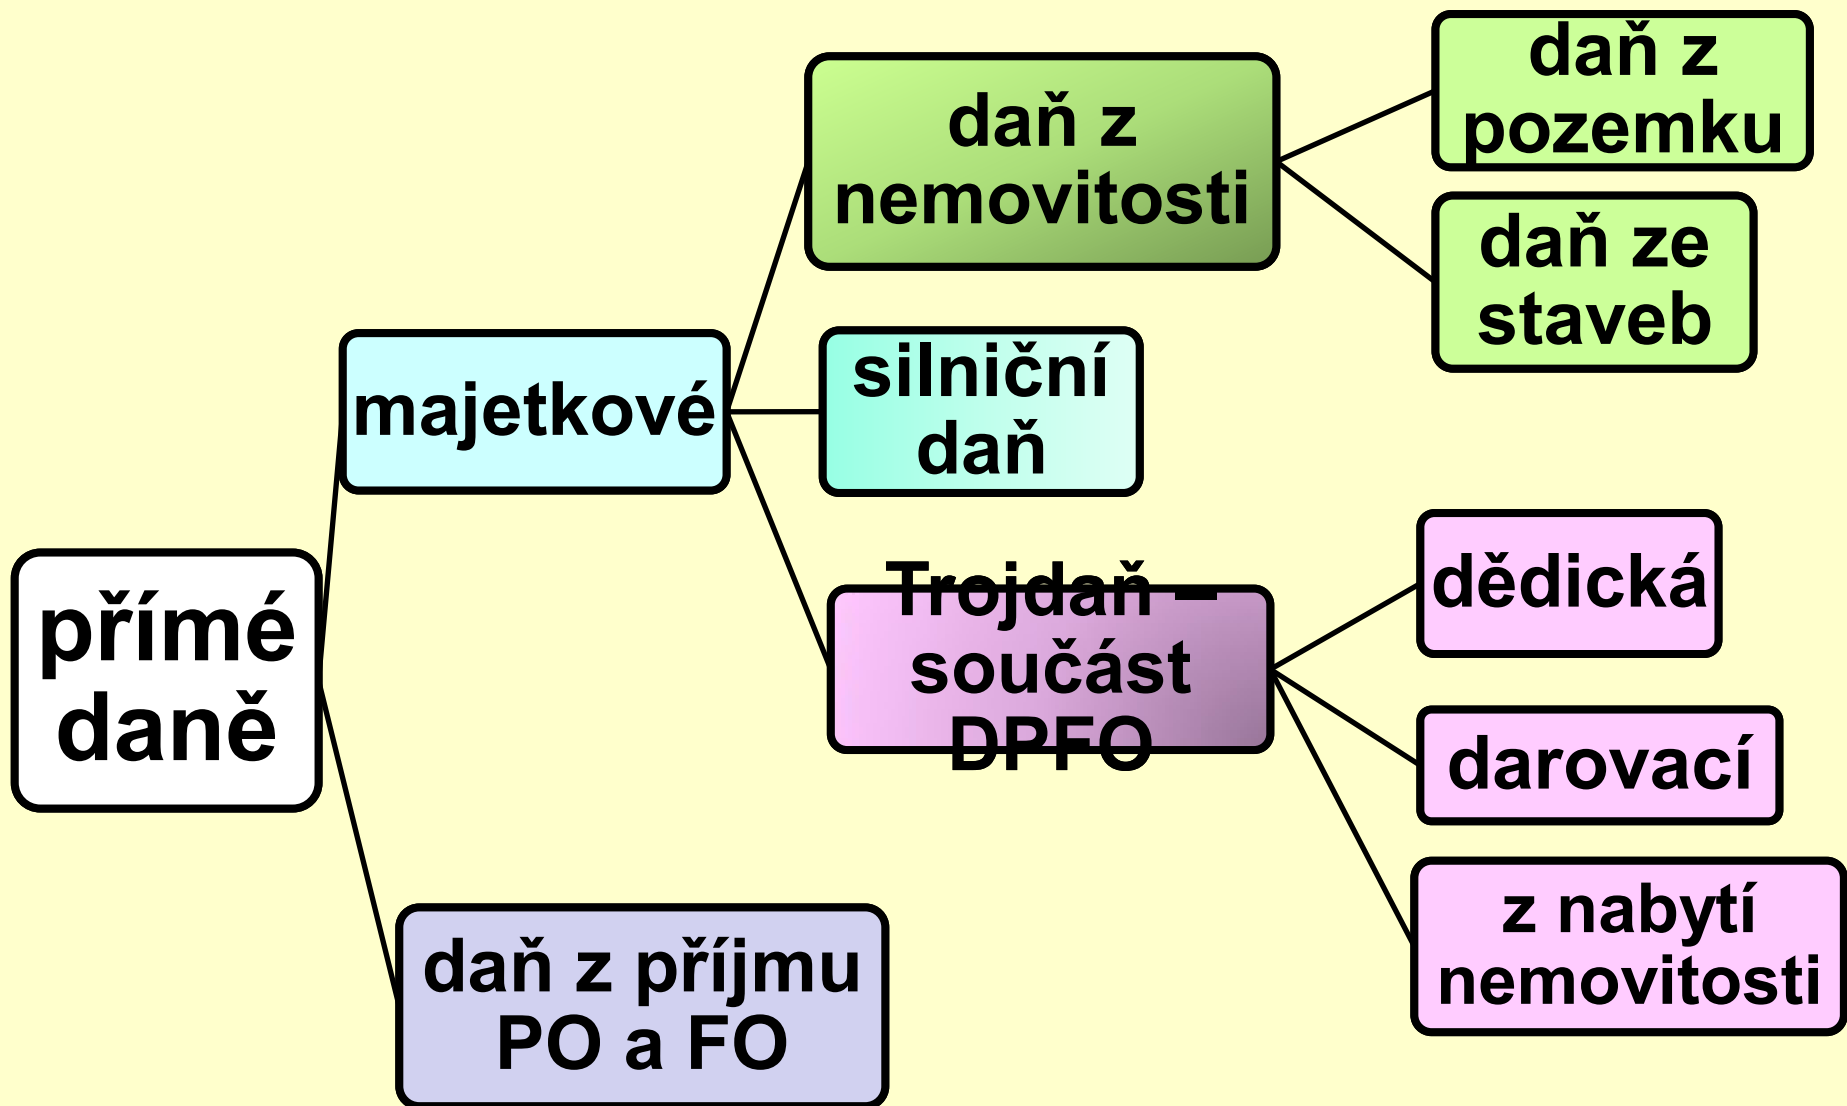 přímé
daně
majetkové
daň z
nemovitosti
daň z
pozemku
daň ze
staveb
silniční
daň
Trojdaň –
součást
DPFO
dědická
darovací
z nabytí
nemovitosti
daň z příjmu
PO a FO